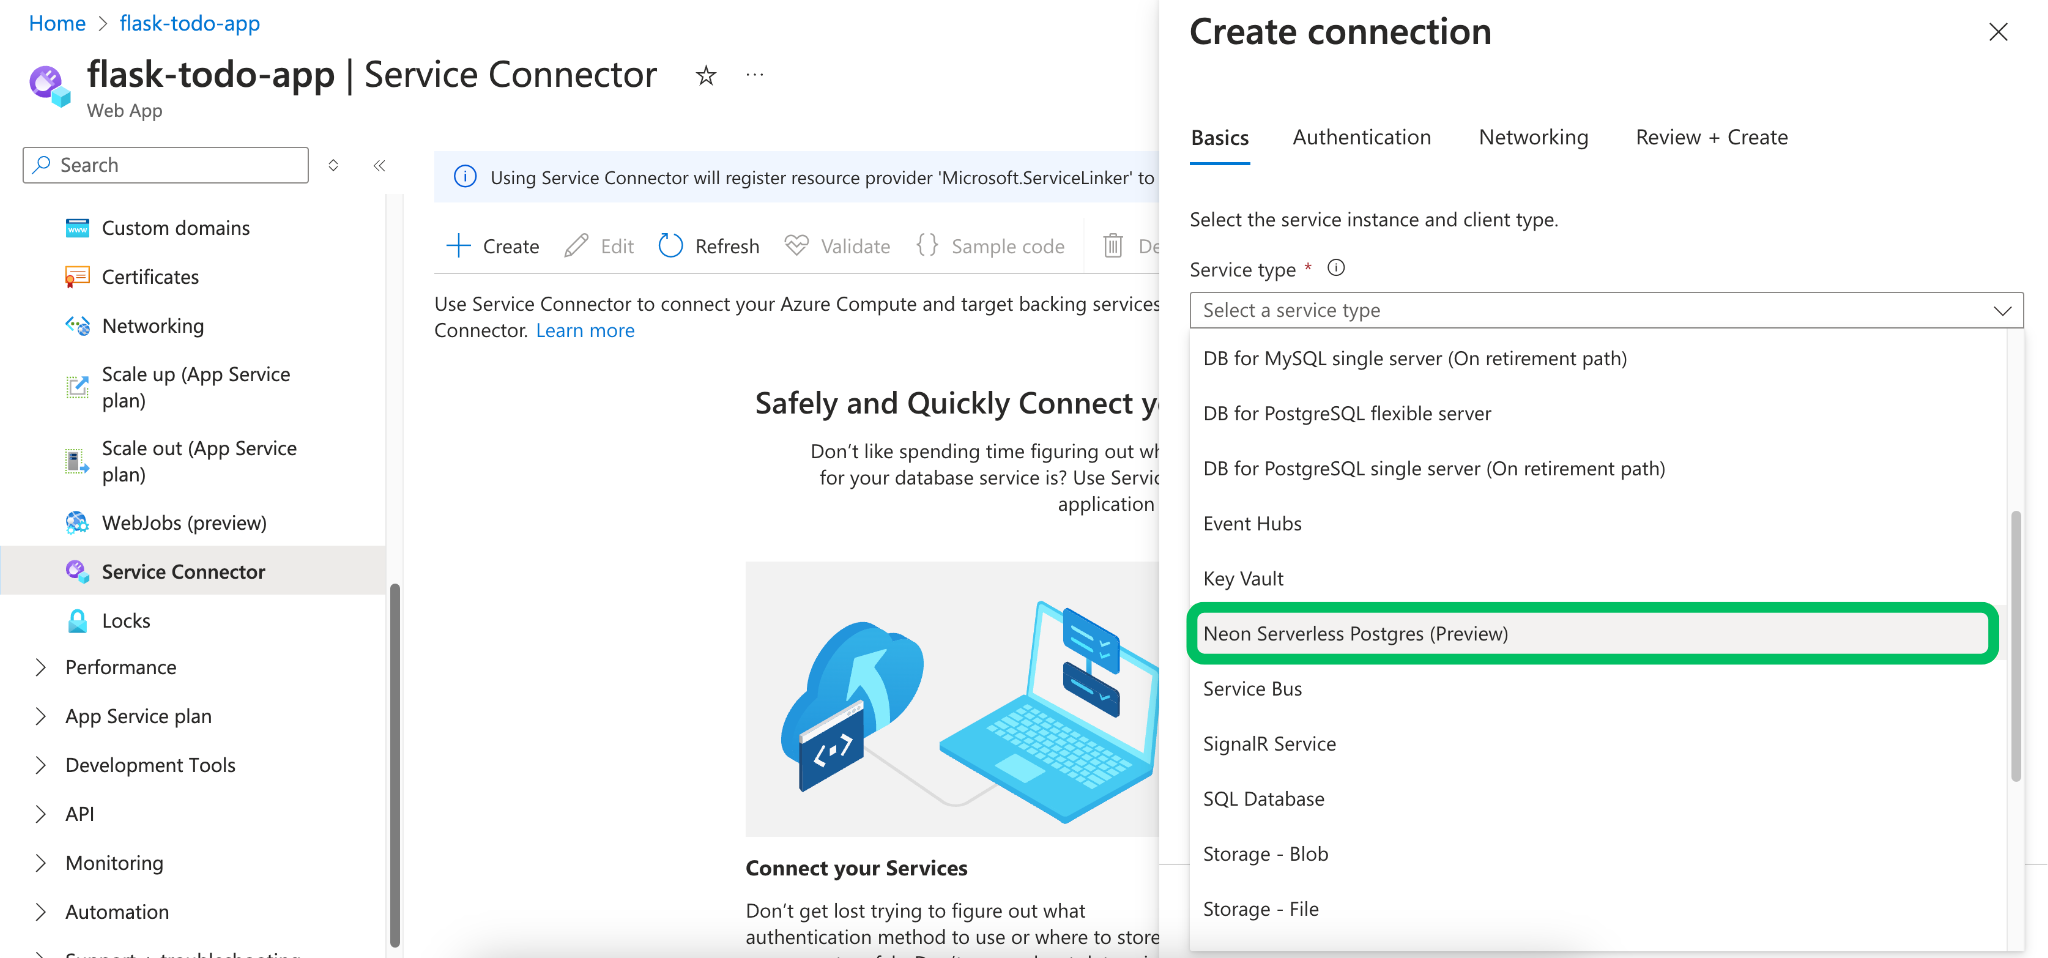 Home > flask-todo-app
flask-todo-app | Service Connector
Web App
Search
Custom domains
Certificates
Networking
Scale up (App Service
plan)
Scale out (App Service
plan)
WebJobs (preview)
Service Connector
Locks
Performance
App Service plan
Development Tools
API
Monitoring
Automation
Using Service Connector will register resource provider 'Microsoft.ServiceLinker' to
Create Edit Refresh Validate Sample code De
Use Service Connector to connect your Azure Compute and target backing services
Connector. Learn more
Safely and Quickly Connect y
Don't like spending time figuring out wh
for your database service is? Use Servic
application
Connect your Services
Don't get lost trying to figure out what
authentication method to use or where to store
Create connection
Basics Authentication Networking Review + Create
Select the service instance and client type.
Service type *
Select a service type
DB for MySQL single server (On retirement path)
DB for PostgreSQL flexible server
DB for PostgreSQL single server (On retirement path)
Event Hubs
Key Vault
Neon Serverless Postgres (Preview)
Service Bus
SignalR Service
SQL Database
Storage - Blob
Storage - File